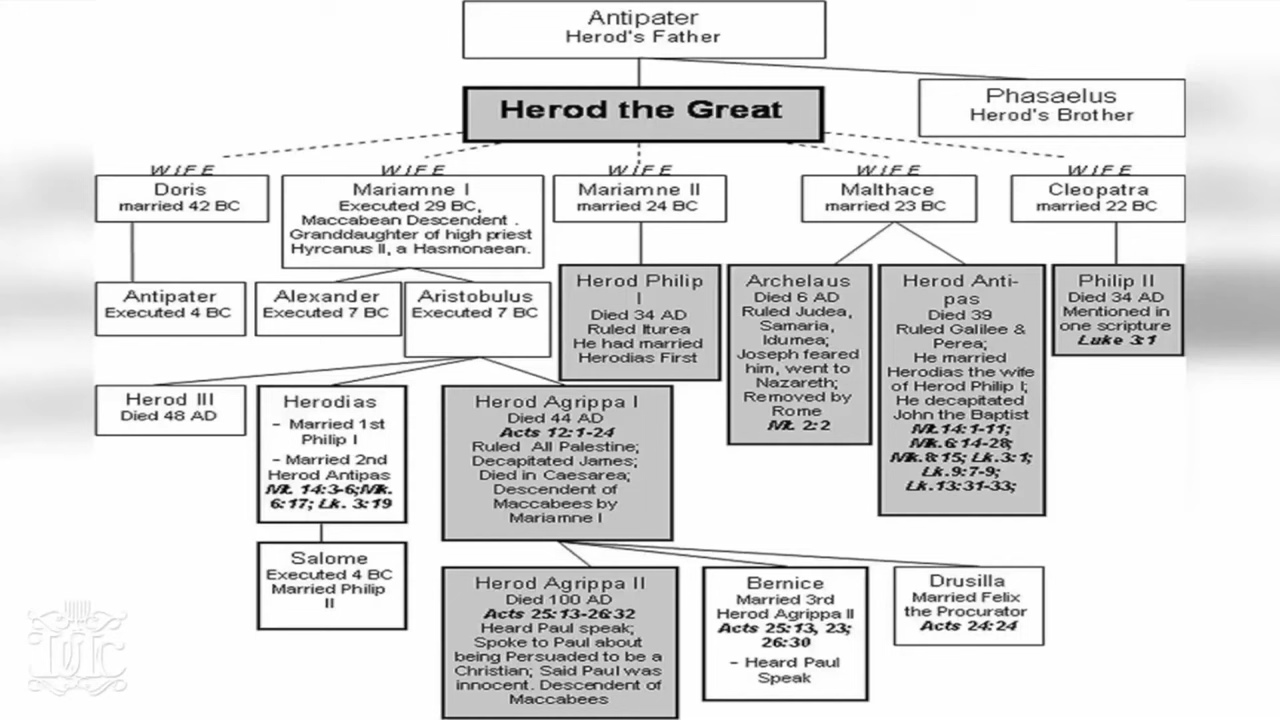 Antipater
Herod's Father
Herod the Great
Phasaelus
Herod's Brother
WIFE
Doris
married 42 BC
WIFE
Mariamne I
Executed 29 BC,
Maccabean Descendent .
Granddaughter of high priest
Hyrcanus II, a Hasmonaean.
WIFE
Mariamne II
married 24 BC
WIFE
Malthace
married 23 BC
WIFE
Cleopatra
married 22 BC
Antipater
Executed 4 BC
Alexander
Executed 7 BC
Aristobulus
Executed 7 BC
Herod Philip
I
Died 34 AD
Ruled Iturea
He had married
Herodias First
Archelaus
Died 6 AD
Ruled Judea,
Samaria,
Idumea;
Joseph feared
him, went to
Nazareth;
Removed by
Rome
Mt. 2:2
Herod Anti-
pas
Died 39
Ruled Galilee &
Perea;
He married
Herodias the wife
of Herod Philip I;
He decapitated
John the Baptist
Mt.14:1-11;
Mk.6:14-28;
Mk.8:15; Lk.3:1;
Lk.9:7-9;
Lk.13:31-33;
Philip II
Died 34 AD
Mentioned in
one scripture
Luke 3:1
Herod III
Died 48 AD
Herodias
- Married 1st
Philip I
- Married 2nd
Herod Antipas
Mt. 14:3-6;Mk.
6:17; Lk. 3:19
Herod Agrippa I
Died 44 AD
Acts 12:1-24
Ruled All Palestine;
Decapitated James;
Died in Caesarea;
Descendent of
Maccabees by
Mariamne I
Salome
Executed 4 BC
Married Philip
II
Herod Agrippa II
Died 100 AD
Acts 25:13-26:32
Heard Paul speak;
Spoke to Paul about
being Persuaded to be a
Christian; Said Paul was
innocent. Descendent of
Maccabees
Bernice
Married 3rd
Herod Agrippa II
Acts 25:13, 23;
26:30
- Heard Paul
Speak
Drusilla
Married Felix
the Procurator
Acts 24:24